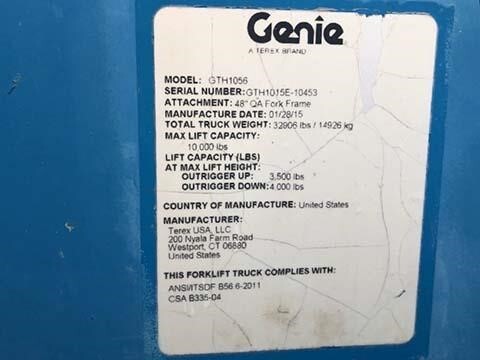 Genie
A TEREX BRAND
MODEL: GTH1056
SERIAL NUMBER: GTH1015E-10453
ATTACHMENT: 48" QA Fork Frame
MANUFACTURE DATE: 01/28/15
TOTAL TRUCK WEIGHT: 32906 lbs / 14926 kg
MAX LIFT CAPACITY:
10,000 lbs
LIFT CAPACITY (LBS)
AT MAX LIFT HEIGHT:
OUTRIGGER UP: 3,500 lbs
OUTRIGGER DOWN: 4,000 lbs
COUNTRY OF MANUFACTURE: United States
MANUFACTURER:
Terex USA, LLC
200 Nyala Farm Road
Westport, CT 06880
United States
THIS FORKLIFT TRUCK COMPLIES WITH:
ANSI/ITSDF B56.6-2011
CSA B335-04